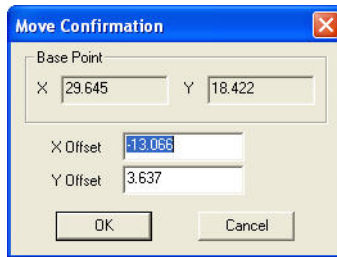 Move Confirmation
Base Point
X 29.645 Y 18.422
X Offset -13.066
Y Offset 3.637
OK Cancel